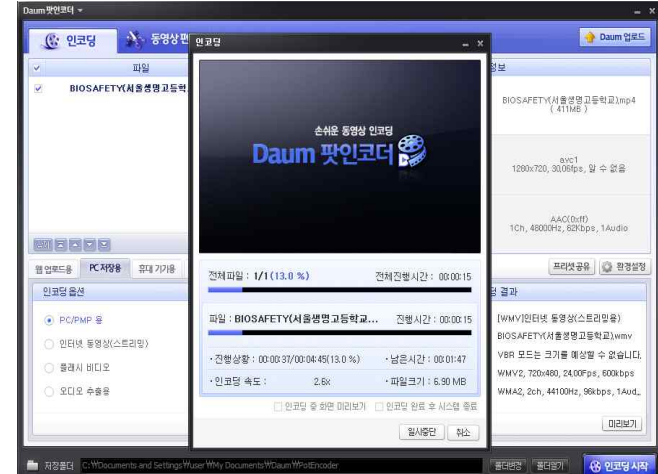 Daum 팟인코더
인코딩
동영상편
Daum 업로드
파일
BIOSAFETY(서울생명고등학
정보
BIOSAFETY(서울생명고등학교).mp4
( 411MB )
avc1
1280x720, 30.06fps, 알 수 없음
AAC(0xff)
1Ch, 48000Hz, 62Kbps, 1Audio
웹 업로드용
PC저장용
휴대기기용
프리셋공유
환경설정
인코딩옵션
PC/PMP 용
인터넷 동영상(스트리밍)
플래시 비디오
오디오 추출용
결과
[WMV]인터넷 동영상(스트리밍용)
BIOSAFETY(서울생명고등학교).wmv
VBR 모드는 크기를 예상할 수 없습니다.
WMV2, 720x480, 24.00Fps, 600kbps
WMA2, 2ch, 44100Hz, 96kbps, 1Aud..
미리보기
저장폴더
C:\Documents and Settings\user\My Documents\Daum\PotEncoder
폴더변경
폴더열기
인코딩시작
인코딩
손쉬운 동영상 인코딩
Daum 팟인코더
전체파일 : 1/1 (13.0 %)
전체진행시간 : 00:00:15
파일 : BIOSAFETY(서울생명고등학교...
진행시간 : 00:00:15
·진행상황 : 00:00:37/00:04:45(13.0 %)
·남은시간 : 00:01:47
·인코딩 속도 : 2.6x
·파일크기 : 6.90 MB
인코딩 중 화면 미리보기
인코딩 완료 후 시스템 종료
일시중단
취소